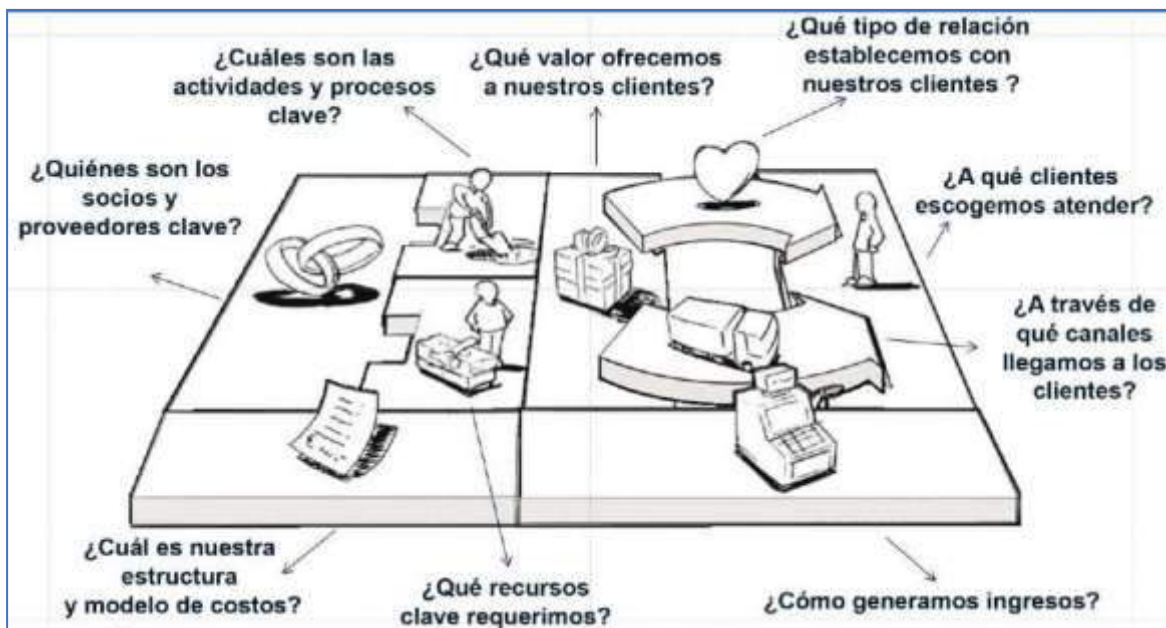 ¿Cuáles son las
actividades y procesos
clave?
¿Qué valor ofrecemos
a nuestros clientes?
¿Qué tipo de relación
establecemos con
nuestros clientes ?
¿Quiénes son los
socios y
proveedores clave?
¿A qué clientes
escogemos atender?
¿A través de
qué canales
llegamos a los
clientes?
¿Cuál es nuestra
estructura
y modelo de costos?
¿Qué recursos
clave requerimos?
¿Cómo generamos ingresos?